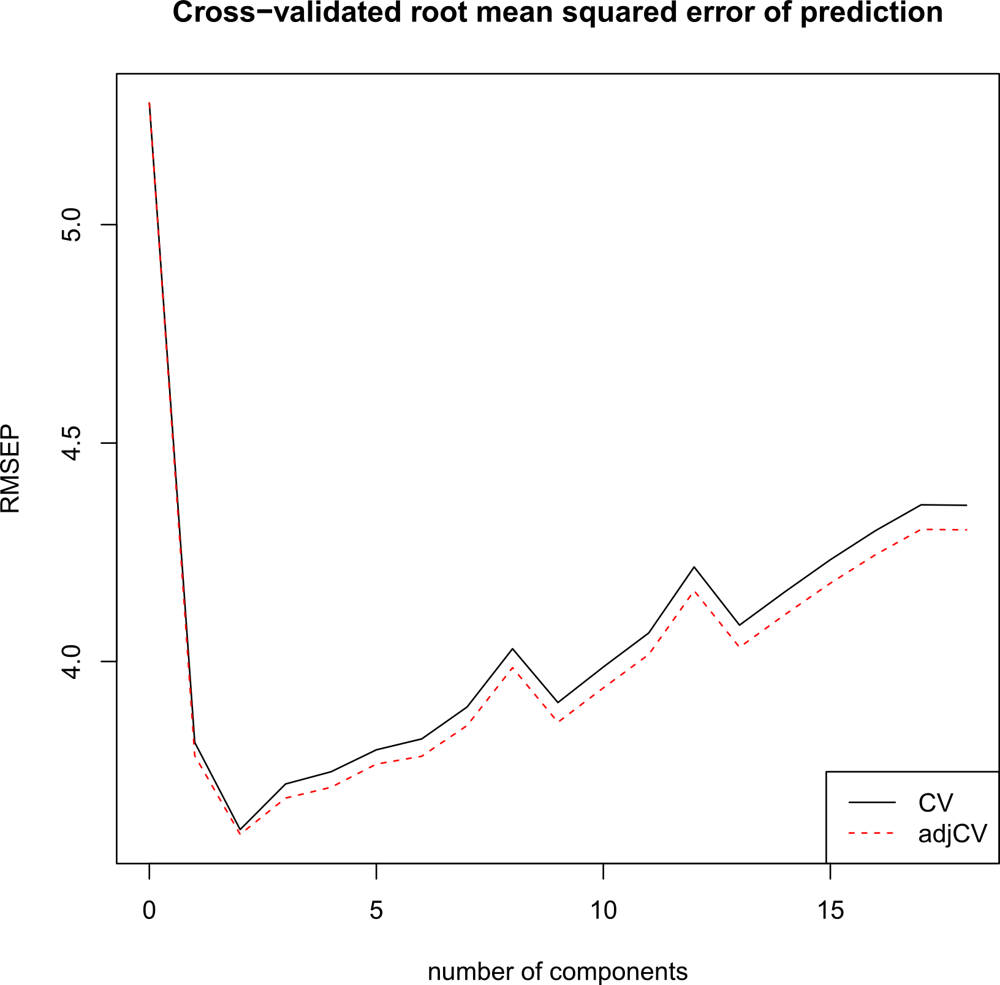 Cross−validated root mean squared error of prediction
RMSEP
5.0
4.5
4.0
CV
adjCV
0 5 10 15
number of components